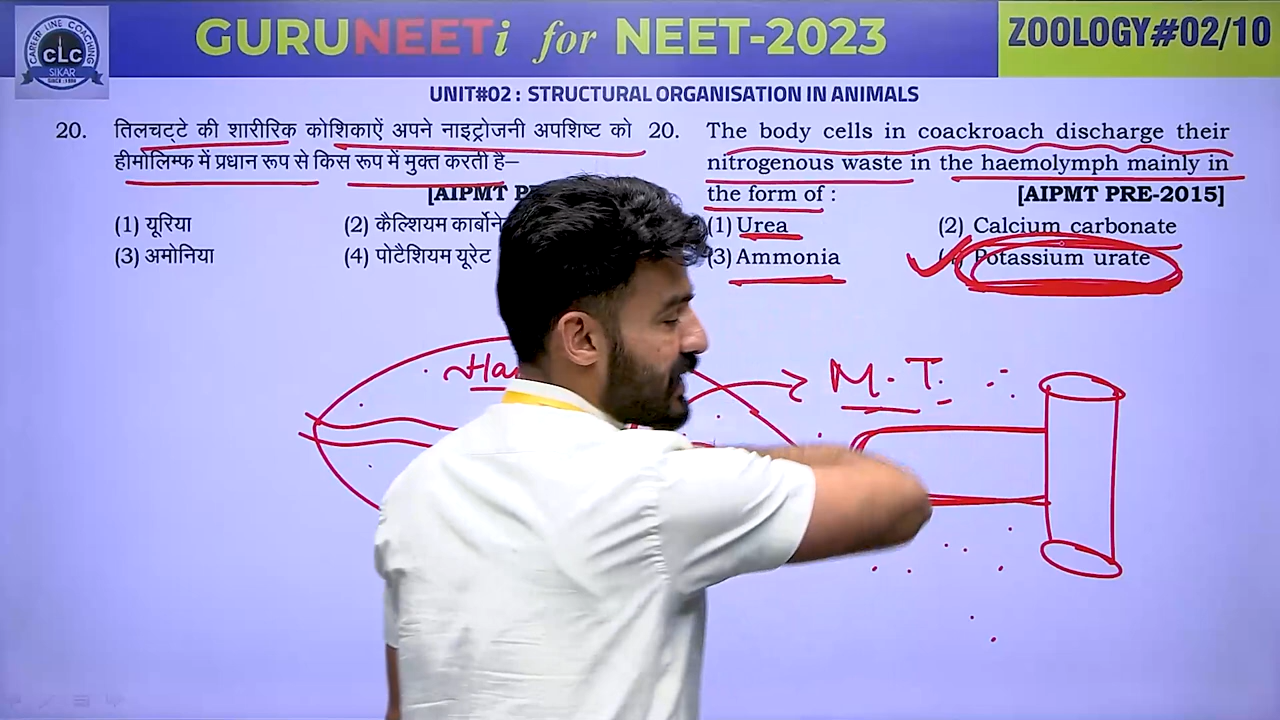 CAREER LINE COACHING
CLC
SIKAR
GURUNEETi for NEET-2023
ZOOLOGY#02/10
UNIT#02 : STRUCTURAL ORGANISATION IN ANIMALS
20. तिलचट्टे की शारीरिक कोशिकाऐं अपने नाइट्रोजनी अपशिष्ट को
हीमोलिम्फ में प्रधान रूप से किस रूप में मुक्त करती है–
[AIPMT
(1) यूरिया (2) कैल्शियम
(3) अमोनिया (4) पोटैशियम यूरेट
20. The body cells in coackroach discharge their
nitrogenous waste in the haemolymph mainly in
the form of : [AIPMT PRE-2015]
(1) Urea (2) Calcium carbonate
(3) Ammonia Potassium urate
M.T.